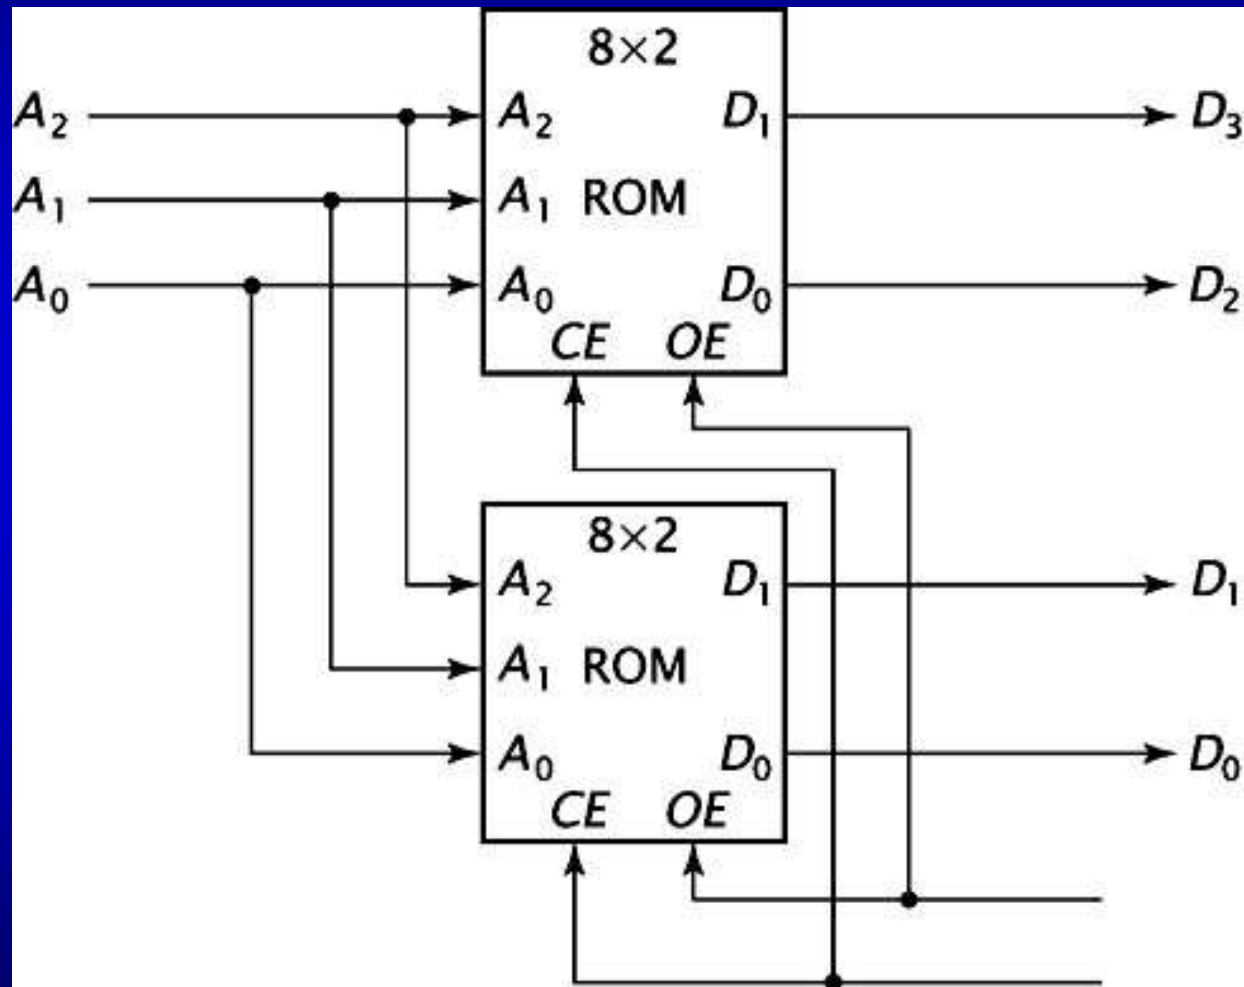 8×2
A₂ A₂ D₁ D₃
A₁ A₁ ROM
A₀ A₀ D₀ D₂
CE OE
8×2
A₂ D₁ D₁
A₁ ROM
A₀ D₀ D₀
CE OE